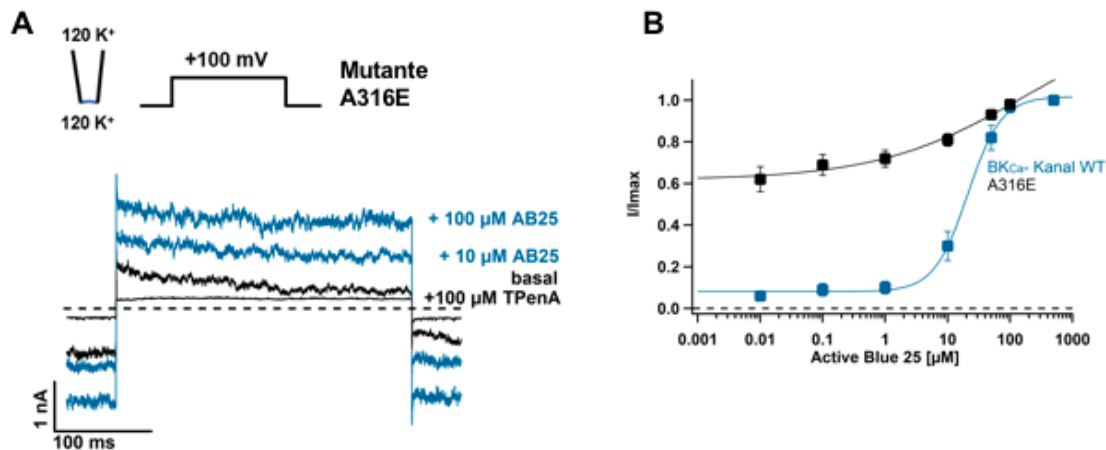 A
120 K⁺
120 K⁺
+100 mV
Mutante
A316E
+ 100 µM AB25
+ 10 µM AB25
basal
+100 µM TPenA
1 nA
100 ms
B
I/Imax
1.0
0.8
0.6
0.4
0.2
0.0
BKCa- Kanal WT
A316E
0.001 0.01 0.1 1 10 100 1000
Active Blue 25 [µM]